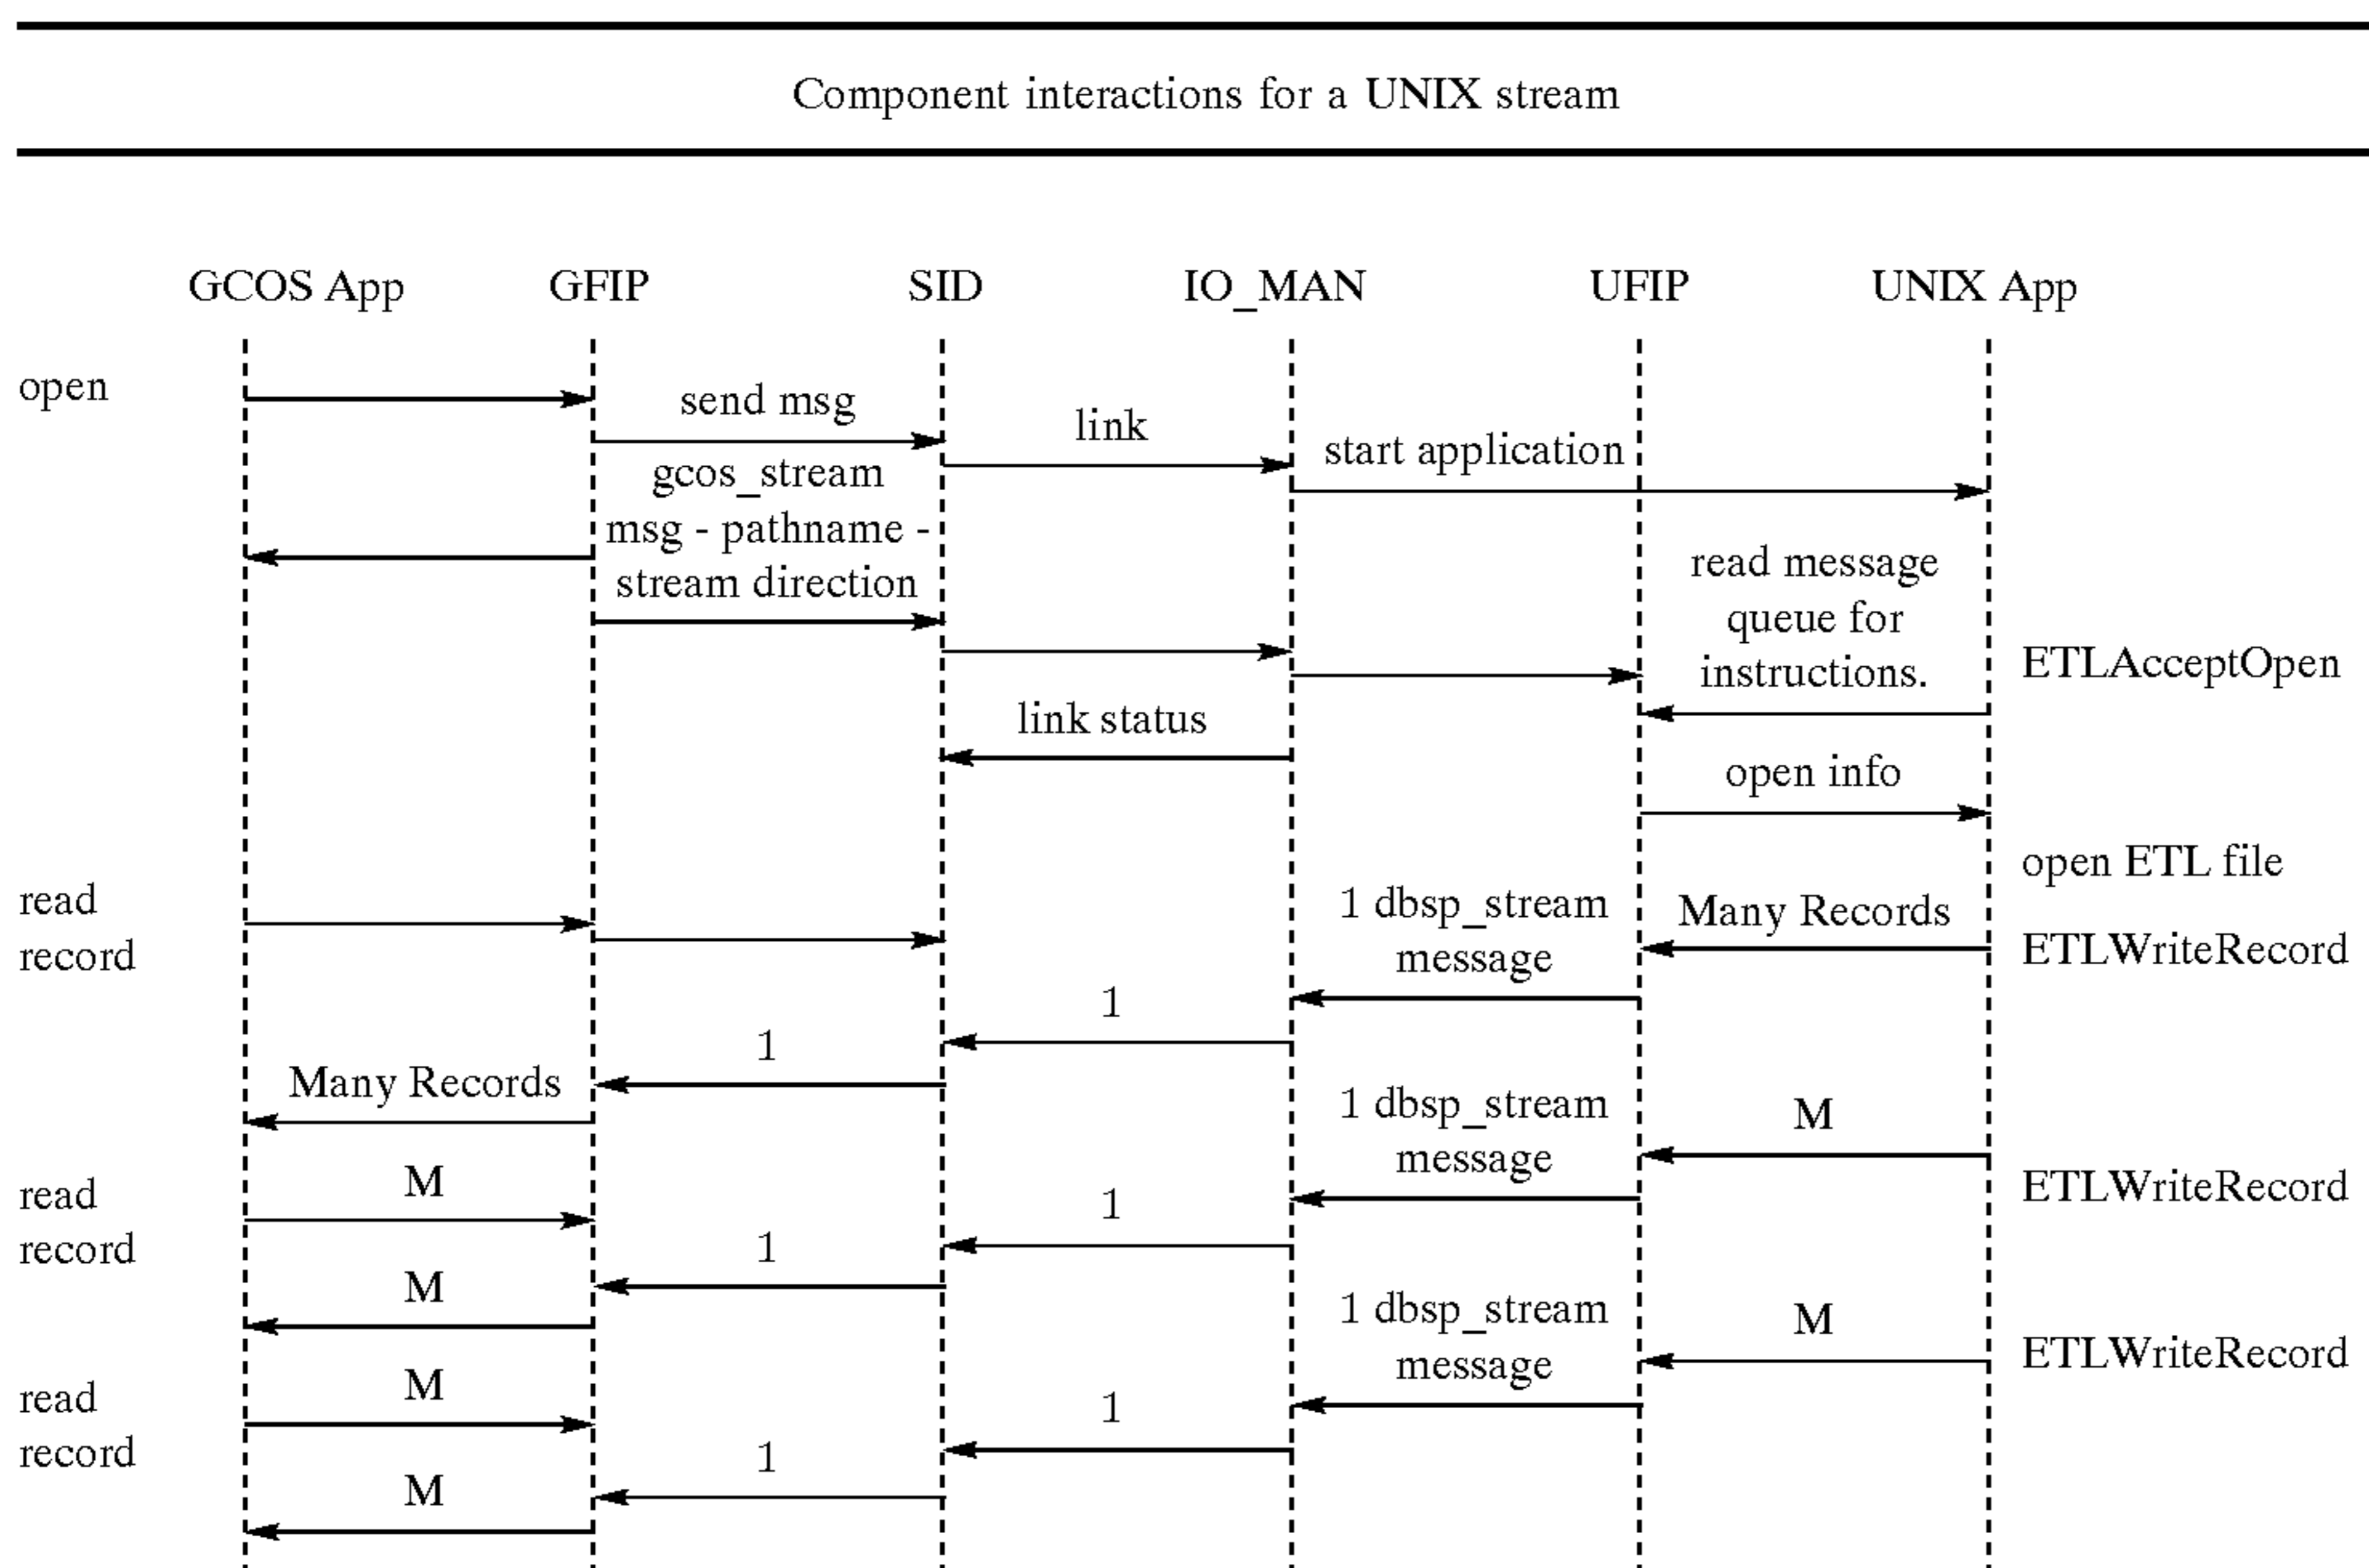 Component interactions for a UNIX stream
GCOS App GFIP SID IO_MAN UFIP UNIX App
open
send msg
link
start application
gcos_stream
msg - pathname -
stream direction
read message
queue for
instructions.
ETLAcceptOpen
link status
open info
open ETL file
read
record
1 dbsp_stream
message
Many Records
ETLWriteRecord
1
1
Many Records
1 dbsp_stream
message
M
ETLWriteRecord
read
record
M
1
1
M
1 dbsp_stream
message
M
ETLWriteRecord
read
record
M
1
1
M